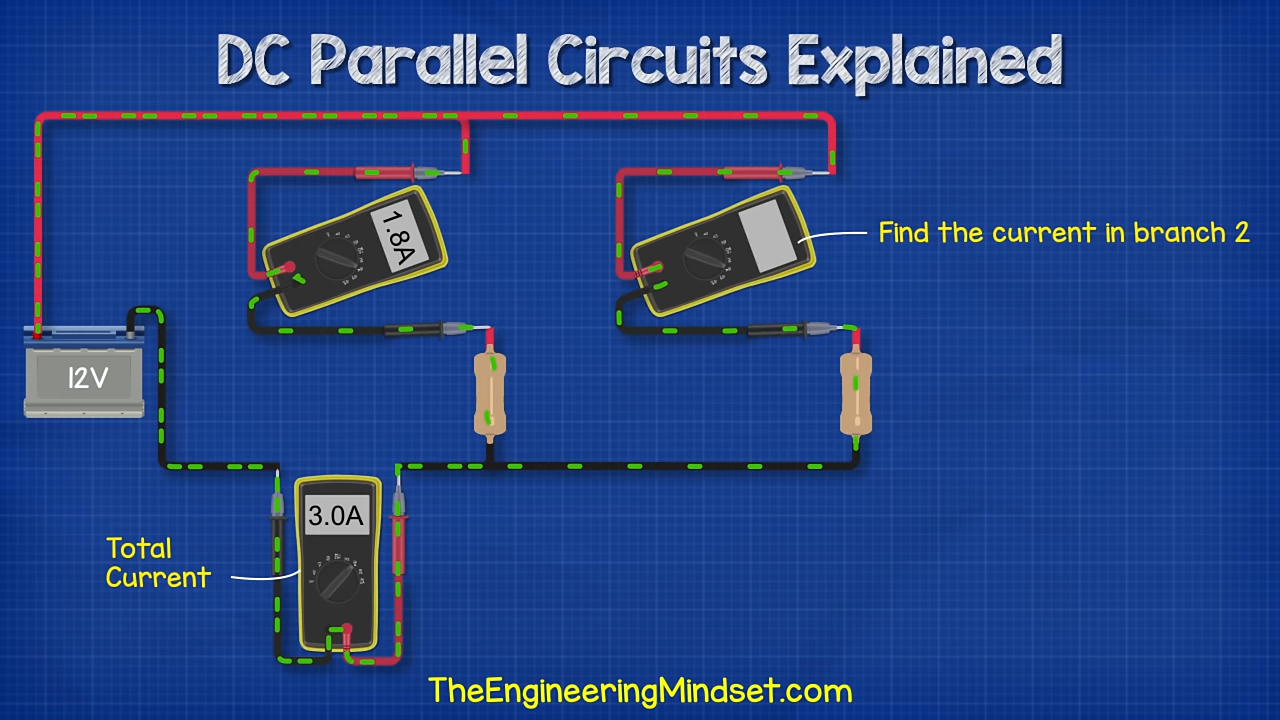 DC Parallel Circuits Explained
1.8A
Find the current in branch 2
12V
3.0A
Total
Current
TheEngineeringMindset.com